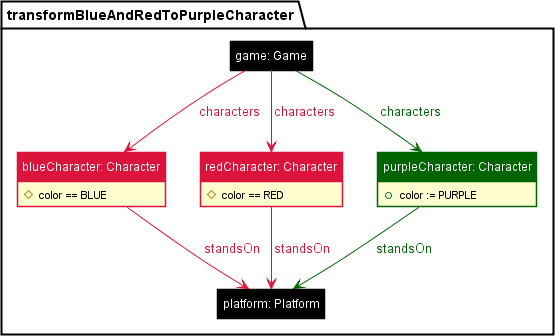 transformBlueAndRedToPurpleCharacter
game: Game
characters
characters
characters
blueCharacter: Character
redCharacter: Character
purpleCharacter: Character
color == BLUE
color == RED
color := PURPLE
standsOn
standsOn
standsOn
platform: Platform